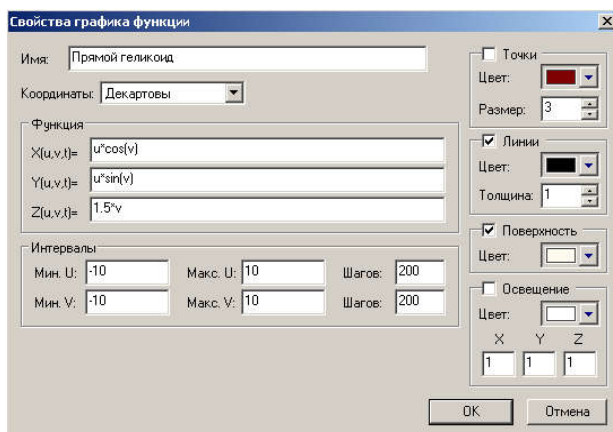 Свойства графика функции
Имя: Прямой геликоид
Координаты: Декартовы
Функция
X(u,v,t)= u*cos(v)
Y(u,v,t)= u*sin(v)
Z(u,v,t)= 1.5*v
Интервалы
Мин. U: -10 Макс. U: 10 Шагов: 200
Мин. V: -10 Макс. V: 10 Шагов: 200
Точки
Цвет:
Размер: 3
Линии
Цвет:
Толщина: 1
Поверхность
Цвет:
Освещение
Цвет:
X Y Z
1 1 1
OK Отмена